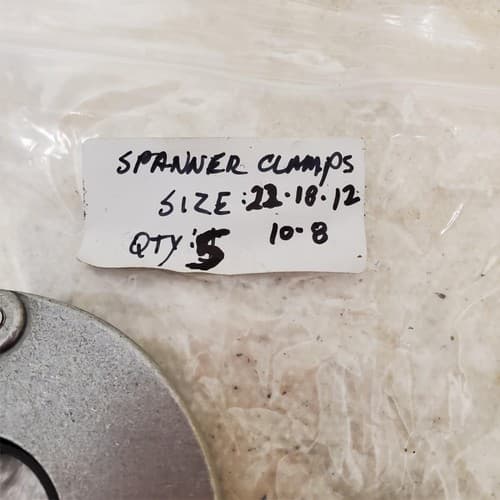 SPANNER CLAMPS
SIZE: 22.18.12
QTY: 5 10-8